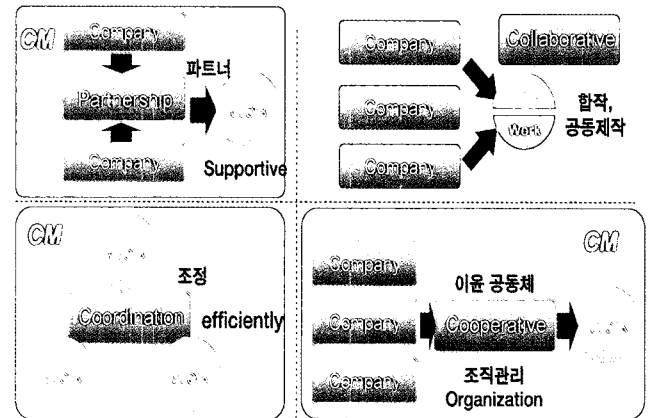 CM
Company
파트너
Partnership
Company
Supportive
Company
Collaborative
Company
Work
합작,
공동제작
Company
CM
조정
Coordination
efficiently
CM
Company
이윤 공동체
Company
Cooperative
Company
조직관리
Organization